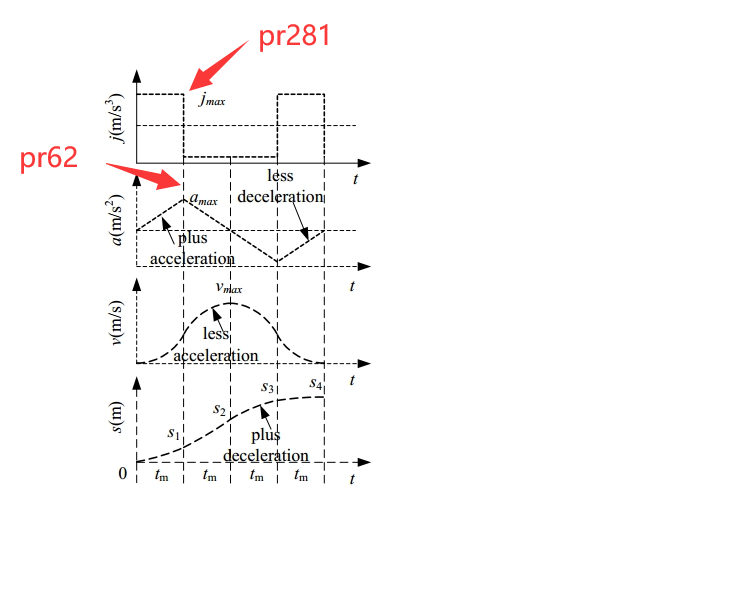 pr281
j(m/s³)
jmax
pr62
t
less
deceleration
a(m/s²)
amax
plus
acceleration
t
v(m/s)
vmax
less
acceleration
t
s(m)
s1
s2
s3
s4
plus
deceleration
0
tm
tm
tm
tm
t